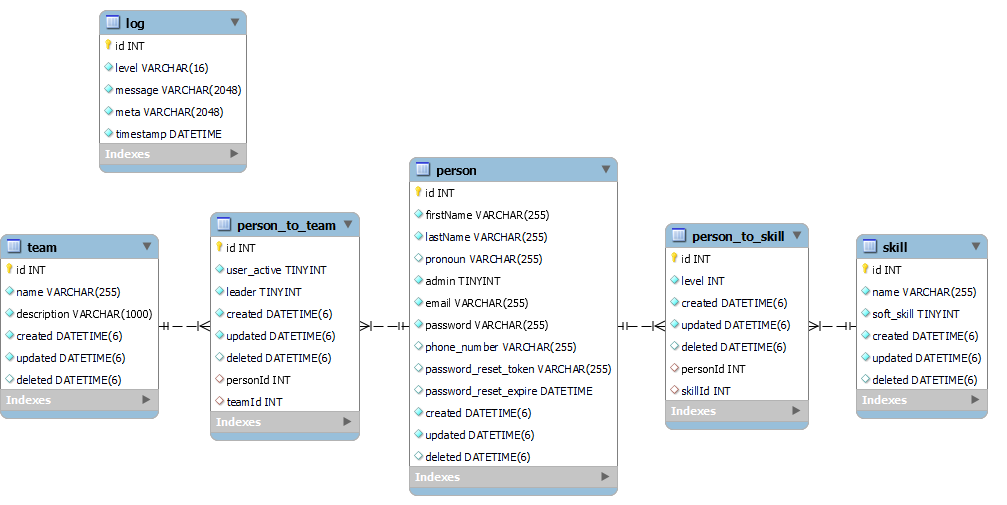 log
id INT
level VARCHAR(16)
message VARCHAR(2048)
meta VARCHAR(2048)
timestamp DATETIME
Indexes
team
id INT
name VARCHAR(255)
description VARCHAR(1000)
created DATETIME(6)
updated DATETIME(6)
deleted DATETIME(6)
Indexes
person_to_team
id INT
user_active TINYINT
leader TINYINT
created DATETIME(6)
updated DATETIME(6)
deleted DATETIME(6)
personId INT
teamId INT
Indexes
person
id INT
firstName VARCHAR(255)
lastName VARCHAR(255)
pronoun VARCHAR(255)
admin TINYINT
email VARCHAR(255)
password VARCHAR(255)
phone_number VARCHAR(255)
password_reset_token VARCHAR(255)
password_reset_expire DATETIME
created DATETIME(6)
updated DATETIME(6)
deleted DATETIME(6)
Indexes
person_to_skill
id INT
level INT
created DATETIME(6)
updated DATETIME(6)
deleted DATETIME(6)
personId INT
skillId INT
Indexes
skill
id INT
name VARCHAR(255)
soft_skill TINYINT
created DATETIME(6)
updated DATETIME(6)
deleted DATETIME(6)
Indexes